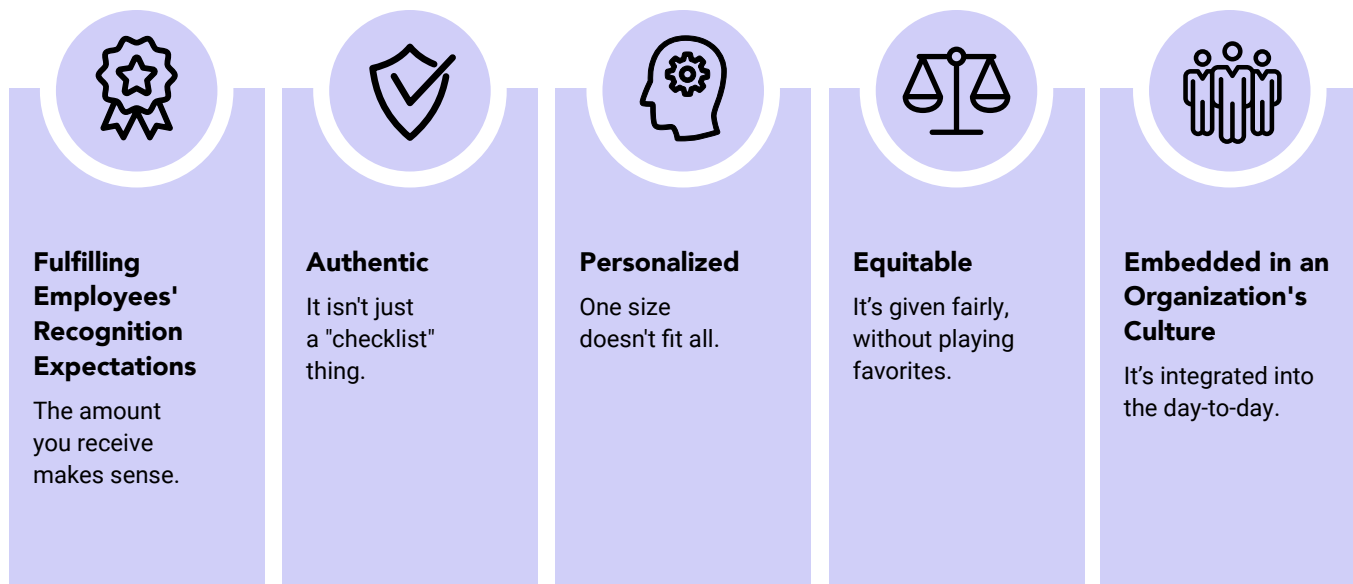 Fulfilling
Employees'
Recognition
Expectations
The amount
you receive
makes sense.
Authentic
It isn't just
a "checklist"
thing.
Personalized
One size
doesn't fit all.
Equitable
It’s given fairly,
without playing
favorites.
Embedded in an
Organization's
Culture
It’s integrated into
the day-to-day.